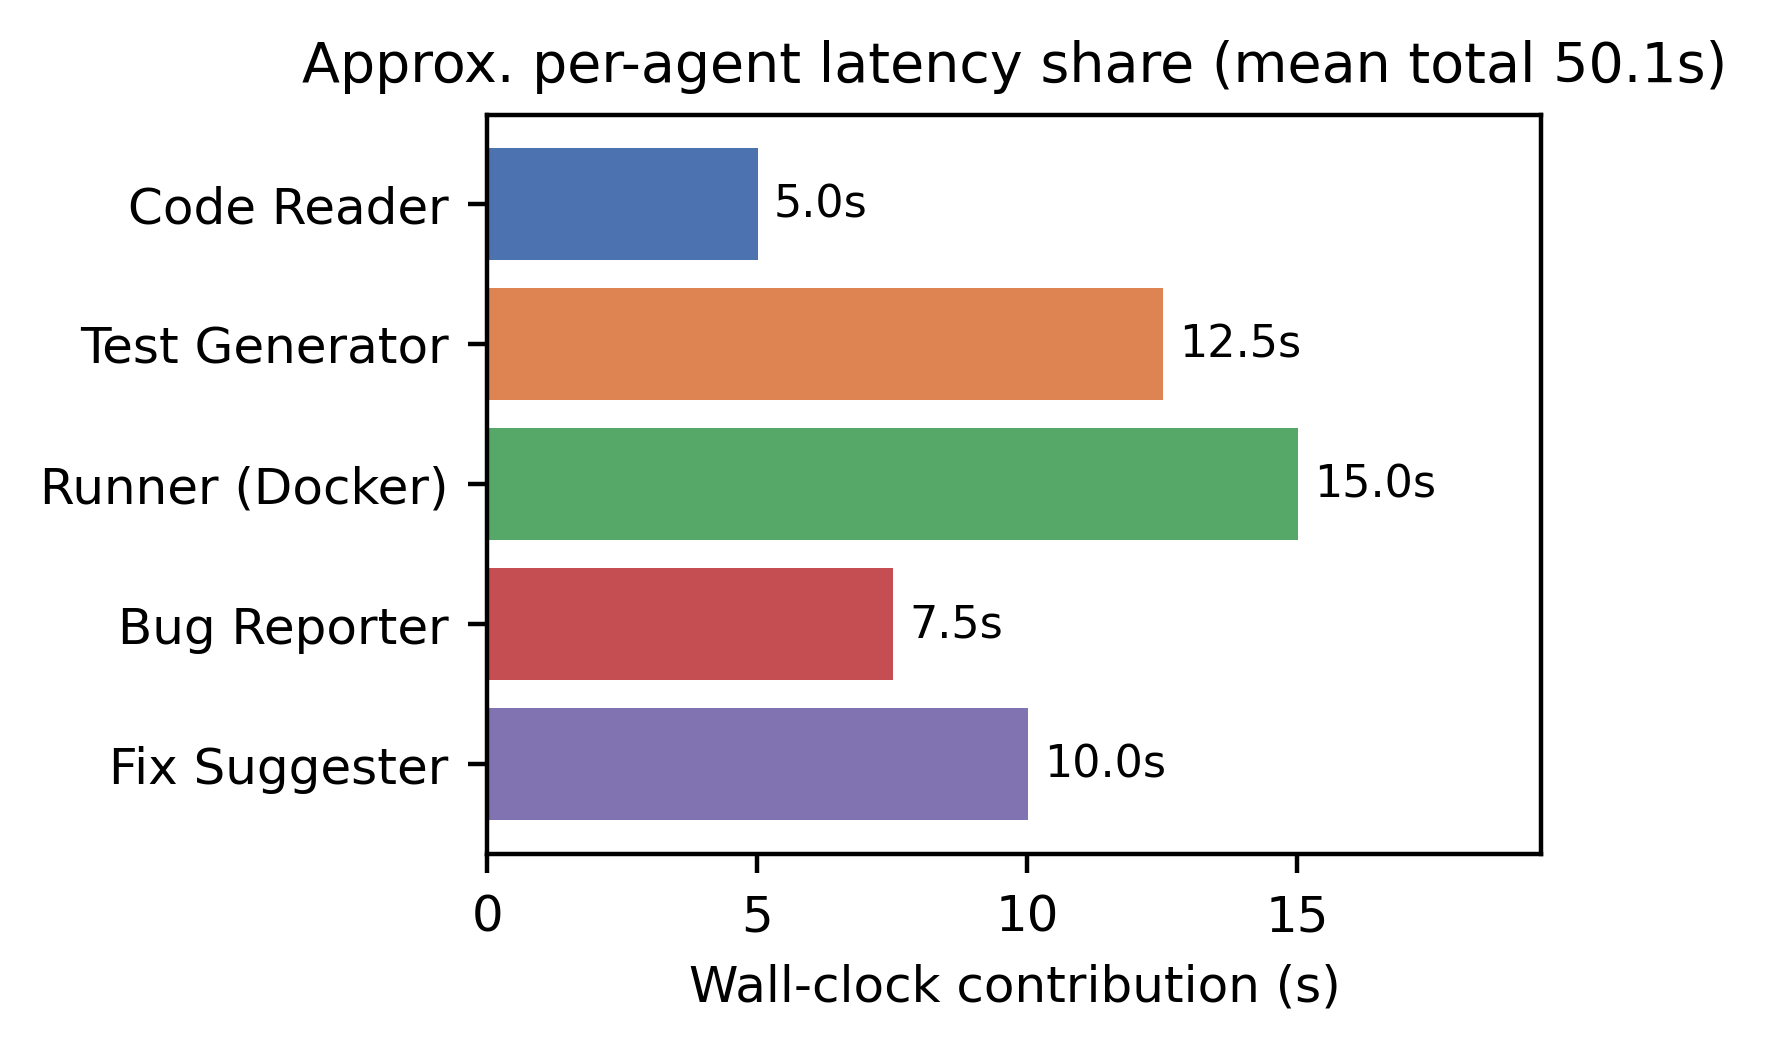 Approx. per-agent latency share (mean total 50.1s)
Code Reader
5.0s
Test Generator
12.5s
Runner (Docker)
15.0s
Bug Reporter
7.5s
Fix Suggester
10.0s
0 5 10 15
Wall-clock contribution (s)